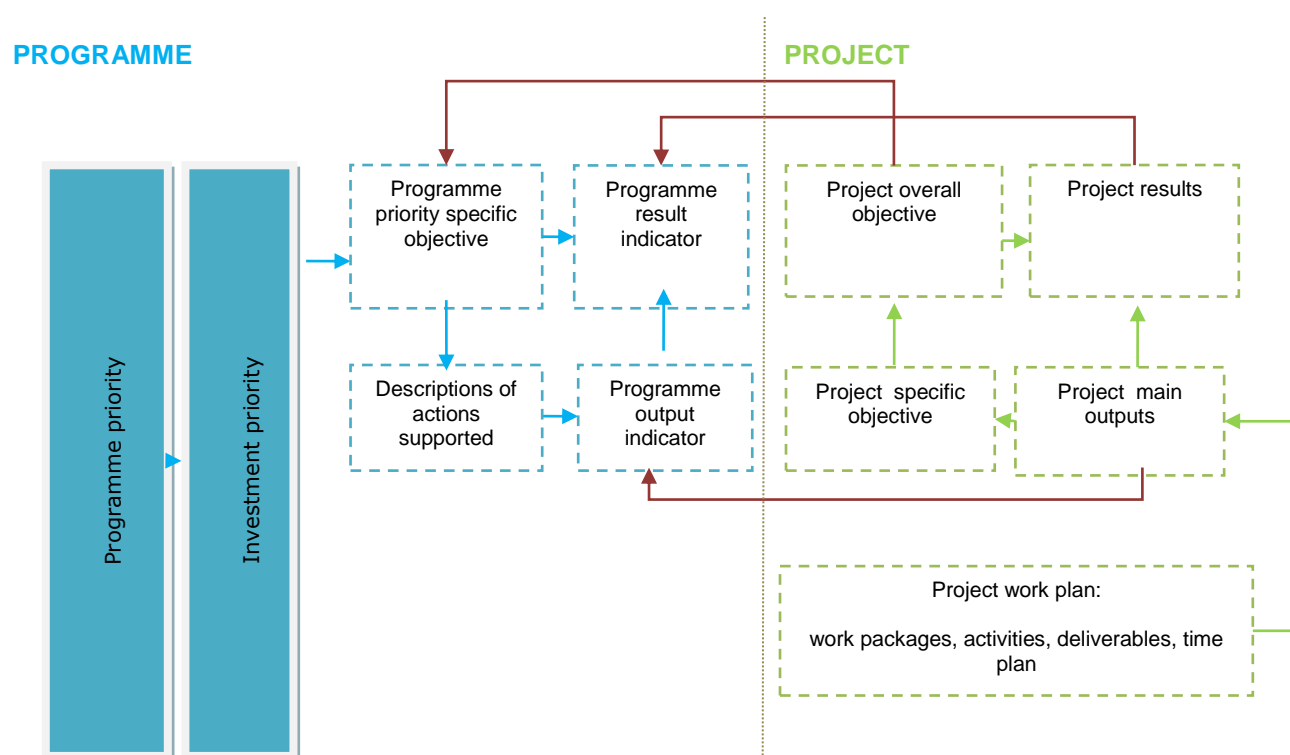 PROGRAMME
PROJECT
Programme priority
Investment priority
Programme
priority specific
objective
Programme
result
indicator
Project overall
objective
Project results
Descriptions of
actions
supported
Programme
output
indicator
Project specific
objective
Project main
outputs
Project work plan:
work packages, activities, deliverables, time
plan